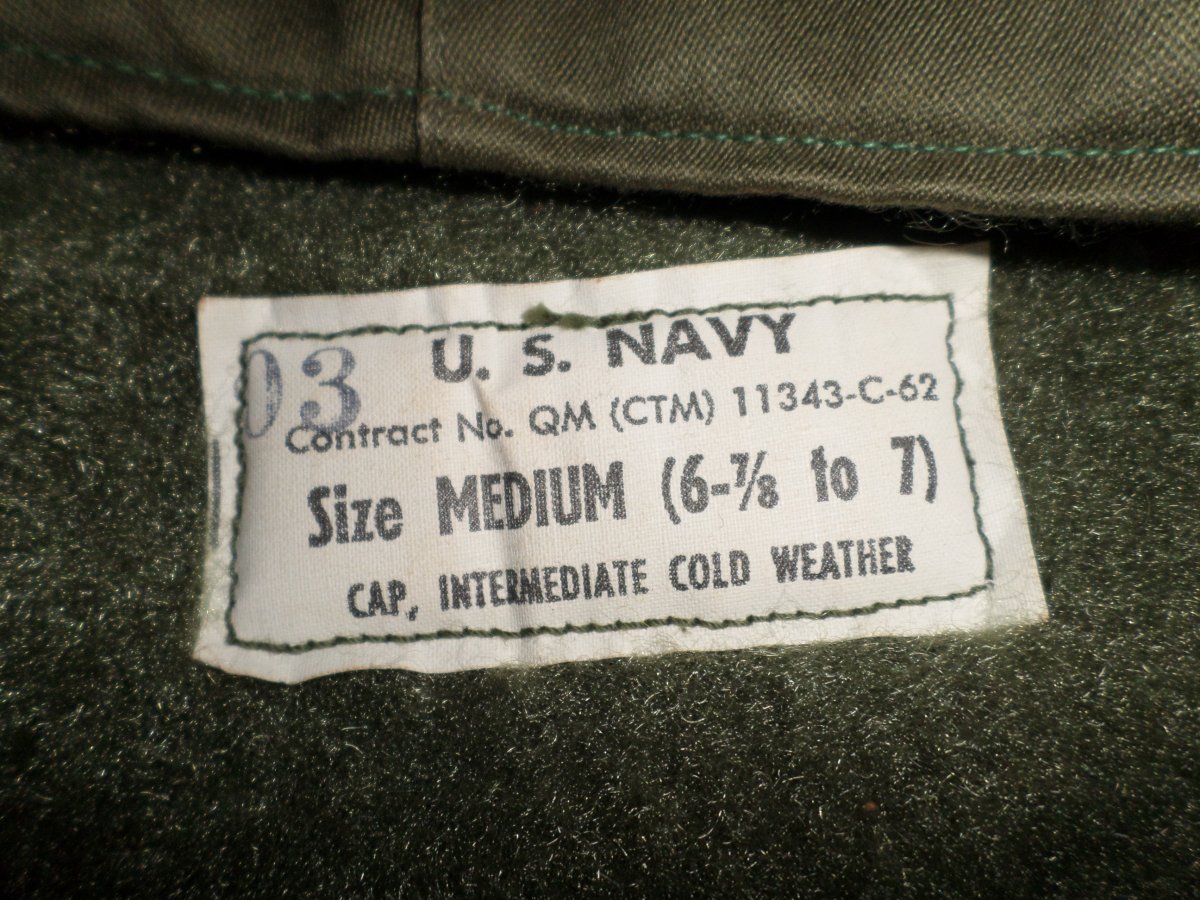 03
U. S. NAVY
Contract No. QM (CTM) 11343-C-62
Size MEDIUM (6-⅞ to 7)
CAP, INTERMEDIATE COLD WEATHER